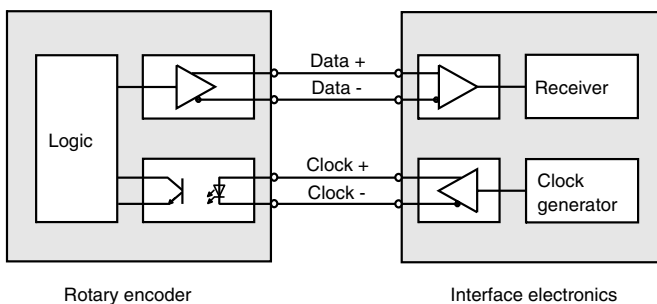 Data +
Data -
Receiver
Logic
Clock +
Clock -
Clock
generator
Rotary encoder
Interface electronics